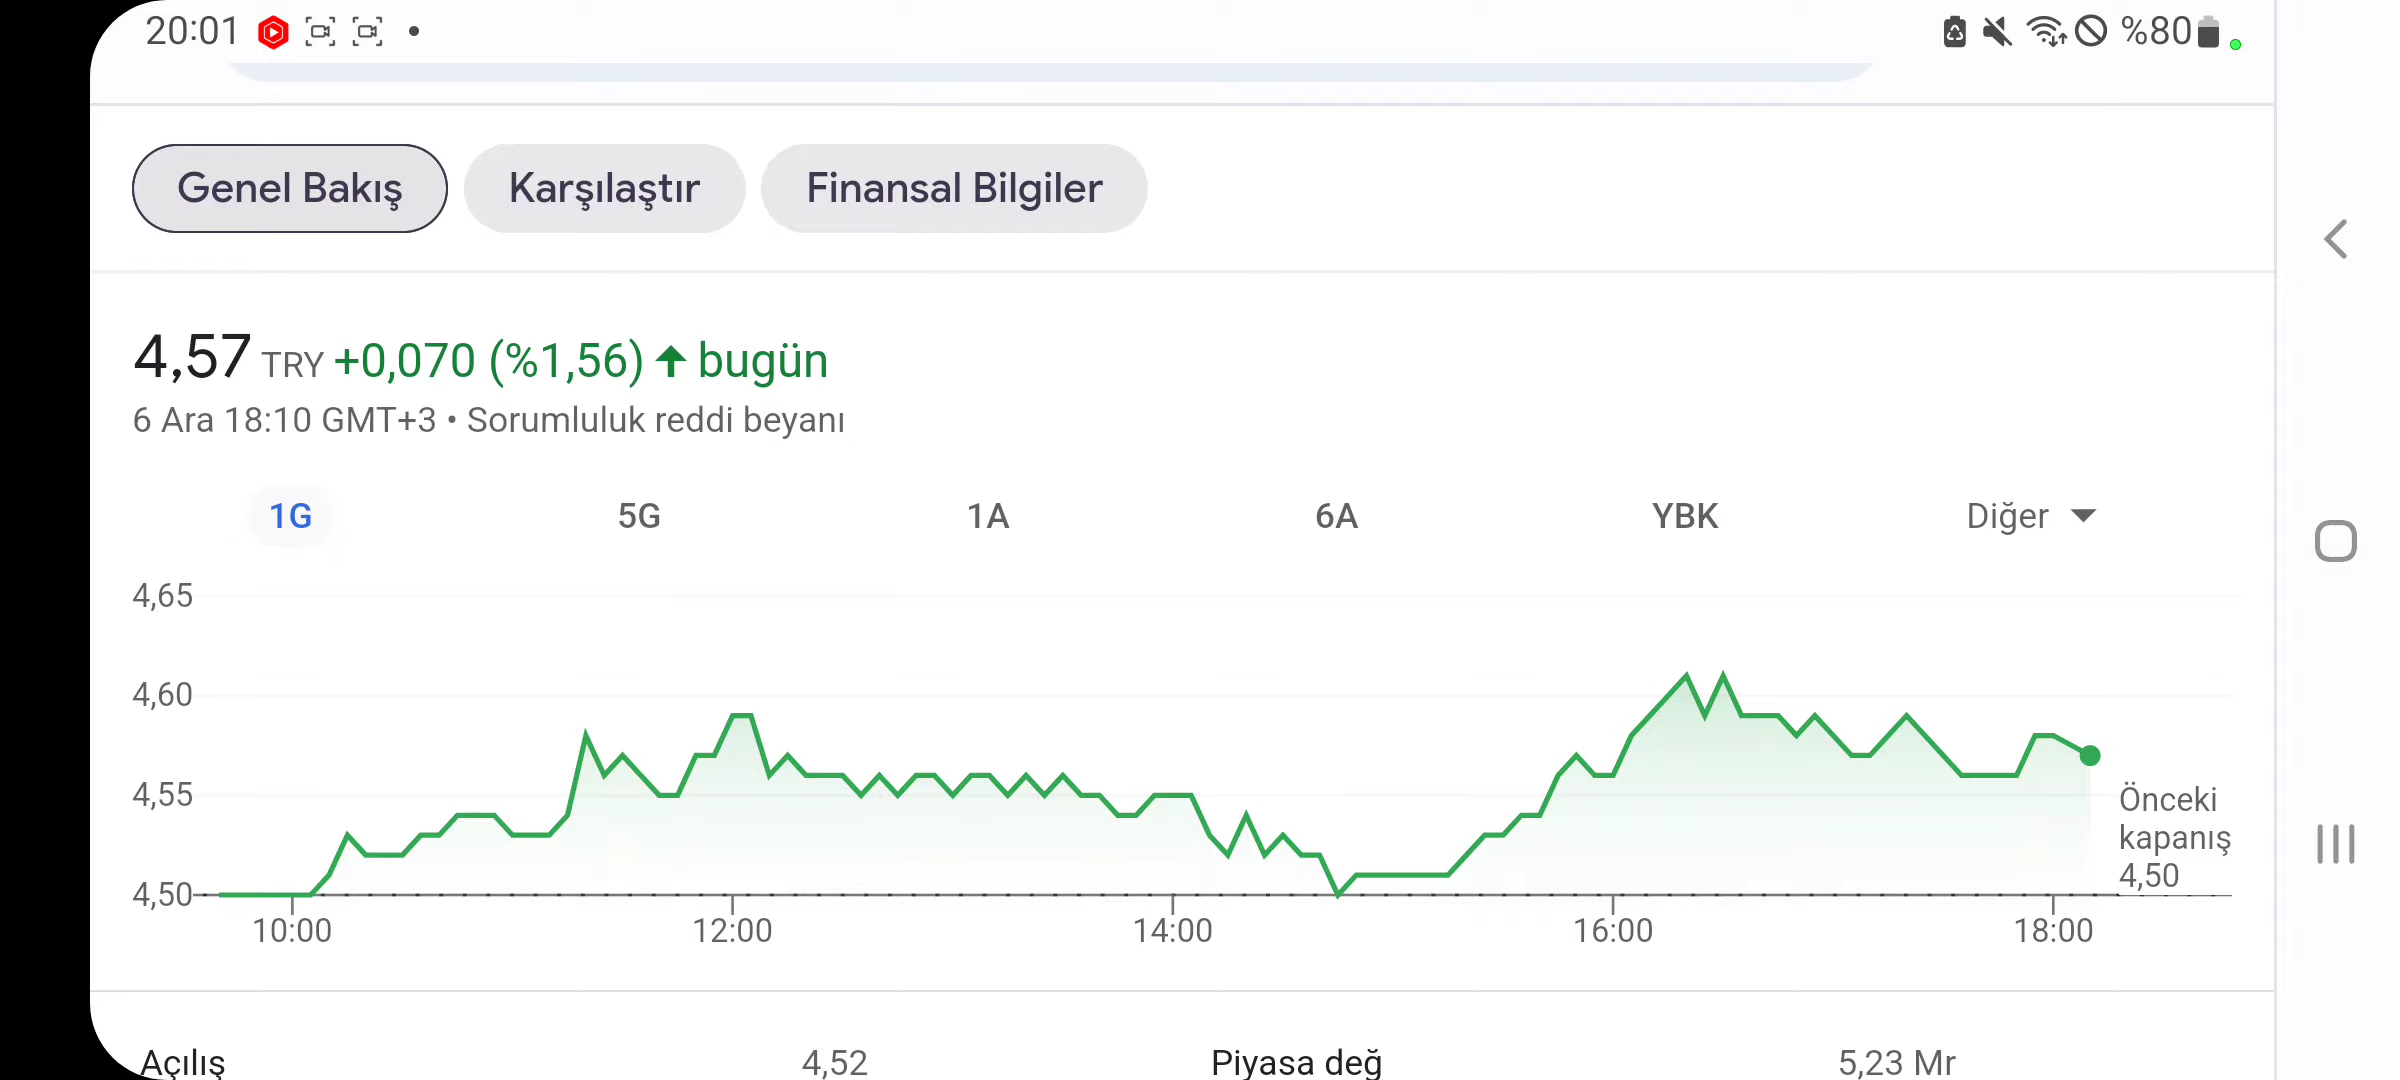 20:01 %80
Genel Bakış Karşılaştır Finansal Bilgiler
4,57 TRY +0,070 (%1,56) bugün
6 Ara 18:10 GMT+3 • Sorumluluk reddi beyanı
1G 5G 1A 6A YBK Diğer
4,65
4,60
4,55
4,50
Önceki
kapanış
4,50
10:00 12:00 14:00 16:00 18:00
Açılış 4,52 Piyasa değ 5,23 Mr